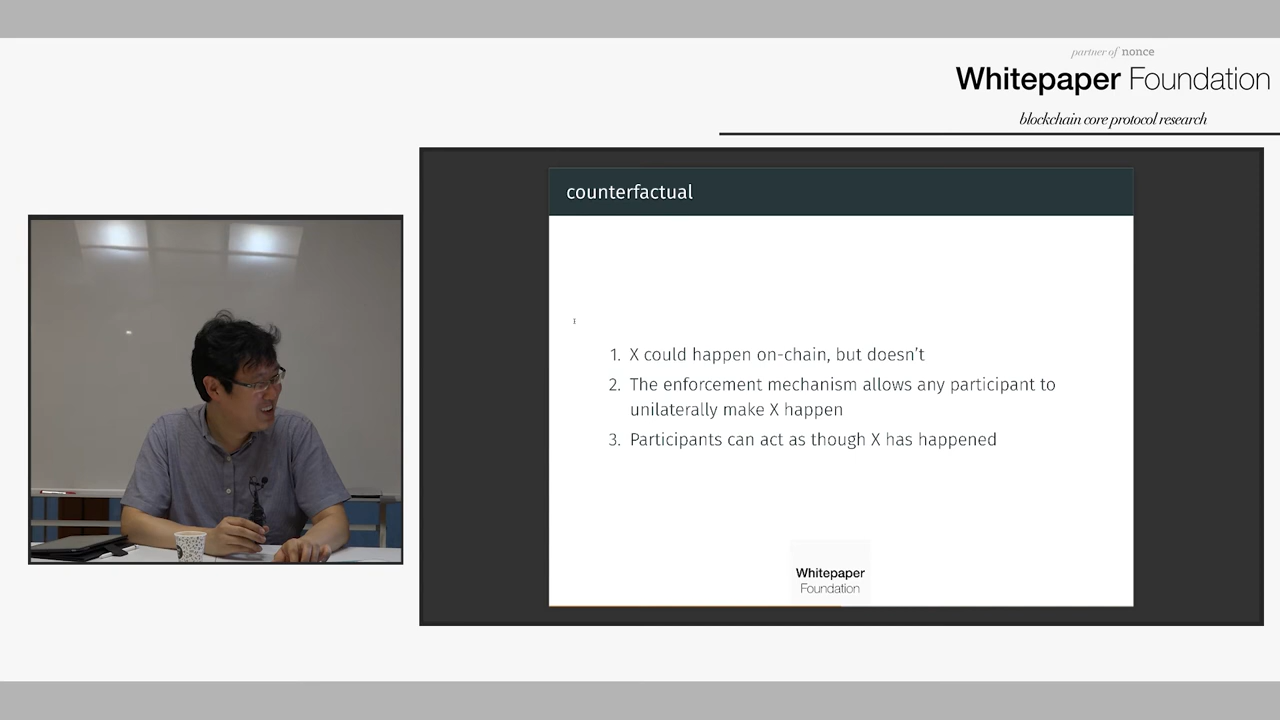 partner of nonce
Whitepaper Foundation
blockchain core protocol research
counterfactual
1. X could happen on-chain, but doesn't
2. The enforcement mechanism allows any participant to
unilaterally make X happen
3. Participants can act as though X has happened
Whitepaper
Foundation